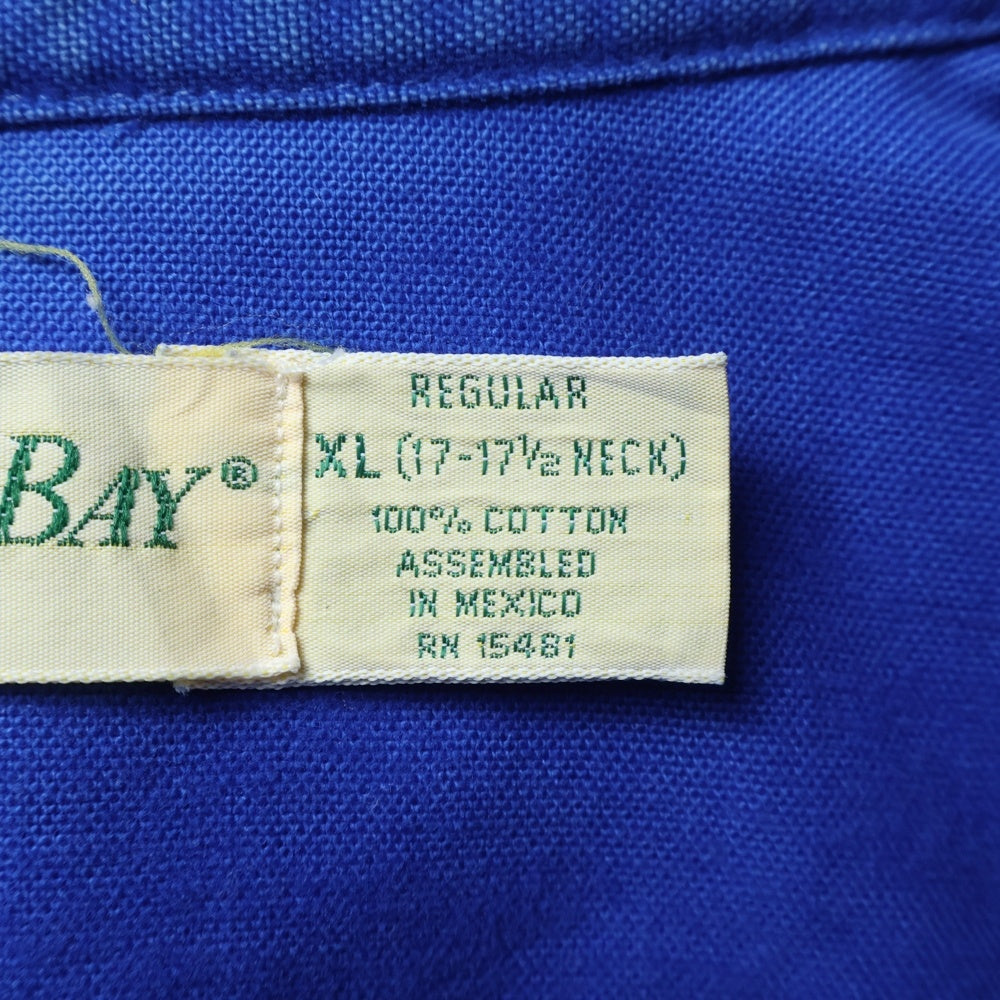 BAY®
REGULAR
XL (17-17½ NECK)
100% COTTON
ASSEMBLED
IN MEXICO
RN 15481